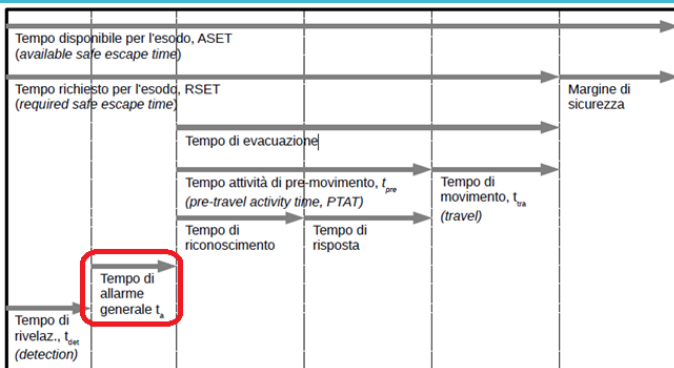 Tempo disponibile per l'esodo, ASET
(available safe escape time)
Tempo richiesto per l'esodo, RSET
(required safe escape time)
Margine di
sicurezza
Tempo di evacuazione
Tempo attività di pre-movimento, tpre
(pre-travel activity time, PTAT)
Tempo di
movimento, ttra
(travel)
Tempo di
riconoscimento
Tempo di
risposta
Tempo di
allarme
generale ta
Tempo di
rivelaz., tdet
(detection)